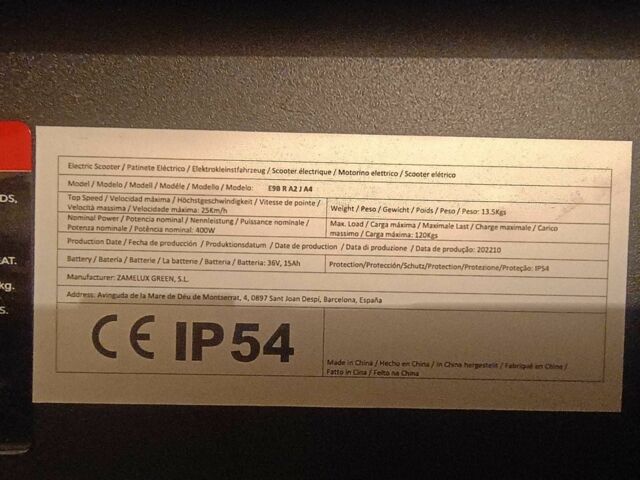 Electric Scooter / Patinete Eléctrico / Elektrokleinstfahrzeug / Scooter électrique / Motorino elettrico / Scooter elétrico
Model / Modelo / Modell / Modèle / Modello / Modelo: E9B R A2 J A4
Top Speed / Velocidad máxima / Höchstgeschwindigkeit / Vitesse de pointe /
Velocità massima / Velocidade máxima: 25Km/h
Weight / Peso / Gewicht / Poids / Peso / Peso: 13.5Kgs
Nominal Power / Potencia nominal / Nennleistung / Puissance nominale /
Potenza nominale / Potência nominal: 400W
Max. Load / Carga máxima / Maximale Last / Charge maximale / Carico
massimo / Carga máxima: 120Kgs
Production Date / Fecha de producción / Produktionsdatum / Date de production / Data di produzione / Data de produção: 202210
Battery / Batería / Batterie / La batterie / Batteria / Bateria: 36V, 15Ah
Protection/Protección/Schutz/Protection/Protezione/Proteção: IP54
Manufacturer: ZAMELUX GREEN, S.L.
Address: Avinguda de la Mare de Déu de Montserrat, 4, 0897 Sant Joan Despí, Barcelona, España
CE IP54
Made in China / Hecho en China / in China hergestellt / Fabriqué en China /
Fatto in Cina / Feito na China
DS,
EAT.
kg.
S.